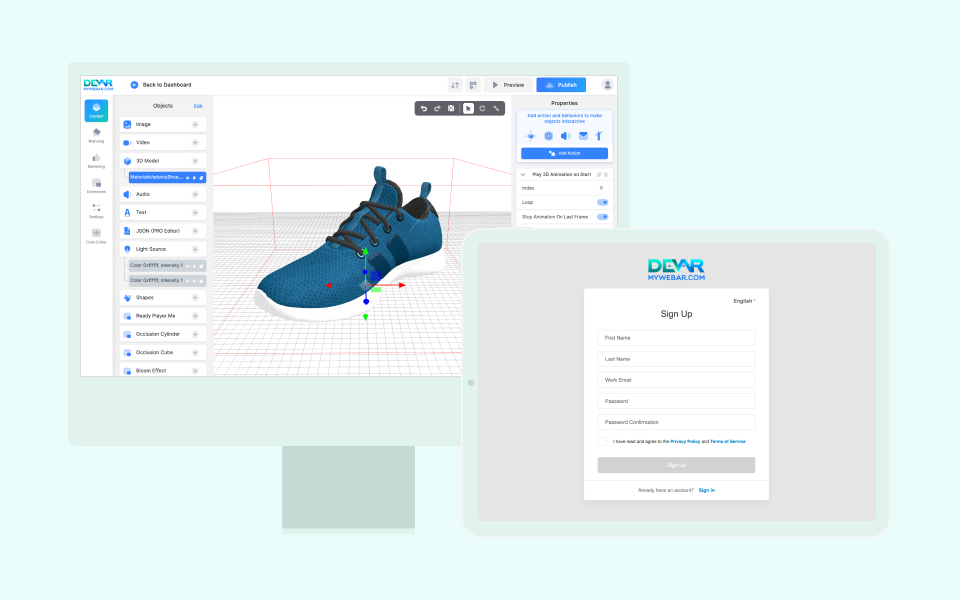 DEVAR
MYWEBAR.COM
Back to Dashboard
Preview
Publish
Content
Branding
Marketing
Extensions
Settings
Code Editor
Objects
Edit
Image
Video
3D Model
MaterialsVariantsShoe....
Audio
Text
JSON (PRO Editor)
Light Source
Color 0xffffff, Intensity 1
Color 0xffffff, Intensity 1
Shapes
Ready Player Me
Occlusion Cylinder
Occlusion Cube
Bloom Effect
Properties
Add action and behaviors to make
objects interactive
Add Action
Play 3D Animation on Start
Index
0
Loop
Stop Animation On Last Frame
DEVAR
MYWEBAR.COM
English
Sign Up
First Name
Last Name
Work Email
Password
Password Confirmation
I have read and agree to the Privacy Policy and Terms of Service
Sign Up
Already have an account? Sign in